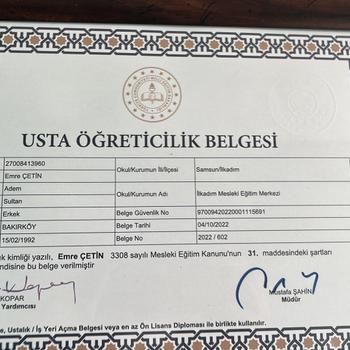 USTA ÖĞRETİCİLİK BELGESİ
27008413960
Emre ÇETİN
Okul/Kurumun İli/İlçesi
Samsun/İlkadım
Adem
Sultan
Okul/Kurumun Adı
İlkadım Mesleki Eğitim Merkezi
Erkek
Belge Güvenlik No
97009420220001115691
BAKIRKÖY
Belge Tarihi
04/10/2022
15/02/1992
Belge No
2022 / 602
k kimliği yazılı, Emre ÇETİN 3308 sayılı Mesleki Eğitim Kanunu'nun 31. maddesindeki şartları
ndisine bu belge verilmiştir
KOPAR
Yardımcısı
Mustafa ŞAHİN
Müdür
e, Ustalık / İş Yeri Açma Belgesi veya en az Ön Lisans Diploması ile birlikte kullanılır.